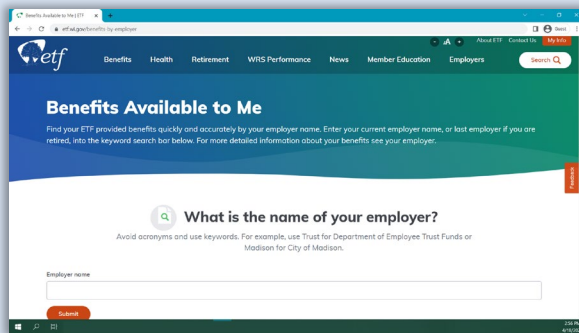 Benefits Available to Me | ETF
etf.wi.gov/benefits-by-employer
Guest
- AA + About ETF Contact Us My Info
etf Benefits Health Retirement WRS Performance News Member Education Employers Search
Benefits Available to Me
Find your ETF provided benefits quickly and accurately by your employer name. Enter your current employer name, or last employer if you are
retired, into the keyword search bar below. For more detailed information about your benefits see your employer.
Feedback
What is the name of your employer?
Avoid acronyms and use keywords. For example, use Trust for Department of Employee Trust Funds or
Madison for City of Madison.
Employer name
Submit
2:56 PM